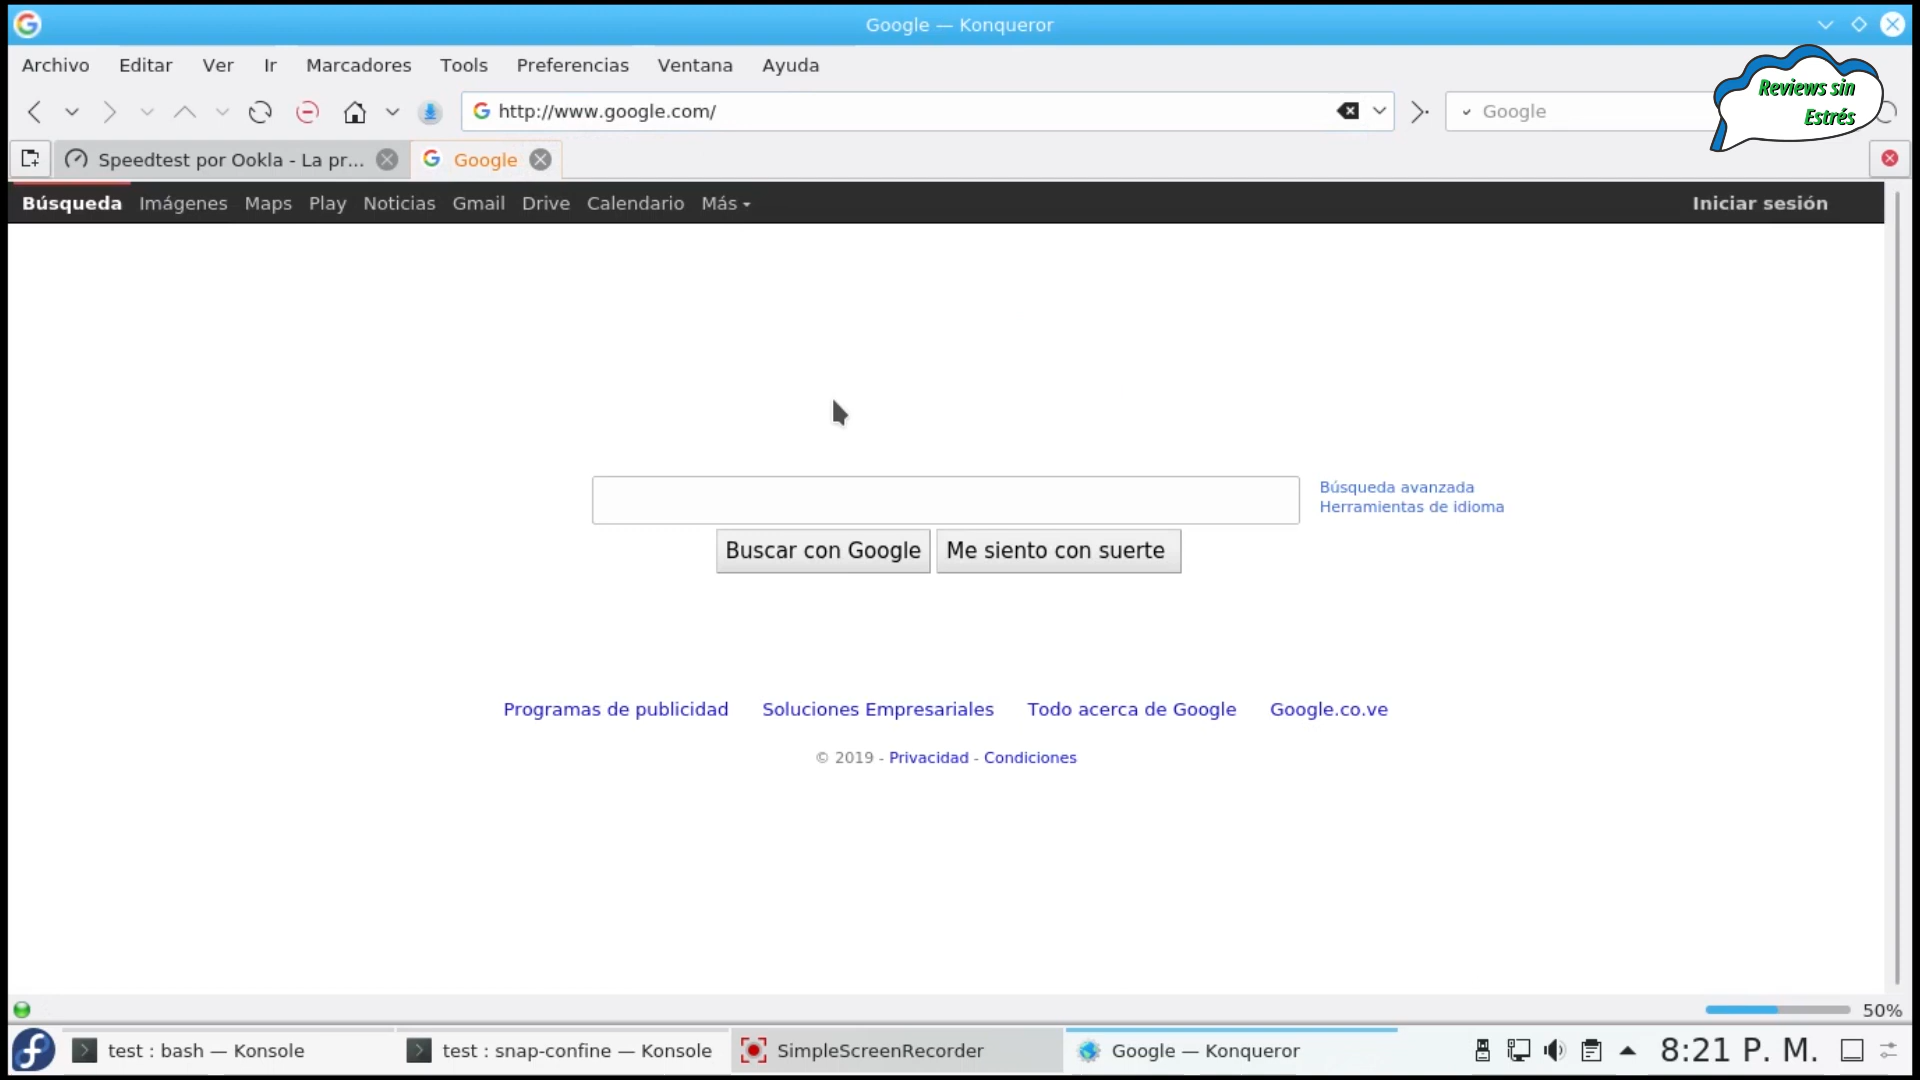 Google — Konqueror
Archivo Editar Ver Ir Marcadores Tools Preferencias Ventana Ayuda
Reviews sin
Estrés
http://www.google.com/ Google
Speedtest por Ookla - La pr... Google
Búsqueda Imágenes Maps Play Noticias Gmail Drive Calendario Más Iniciar sesión
Búsqueda avanzada
Herramientas de idioma
Buscar con Google Me siento con suerte
Programas de publicidad Soluciones Empresariales Todo acerca de Google Google.co.ve
© 2019 - Privacidad - Condiciones
50%
test : bash — Konsole test : snap-confine — Konsole SimpleScreenRecorder Google — Konqueror 8:21 P. M.